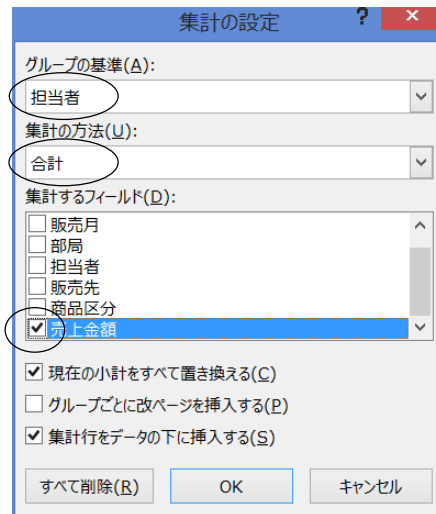 集計の設定 ? ×
グループの基準(A):
担当者
集計の方法(U):
合計
集計するフィールド(D):
販売月
部局
担当者
販売先
商品区分
売上金額
現在の小計をすべて置き換える(C)
グループごとに改ページを挿入する(P)
集計行をデータの下に挿入する(S)
すべて削除(R) OK キャンセル